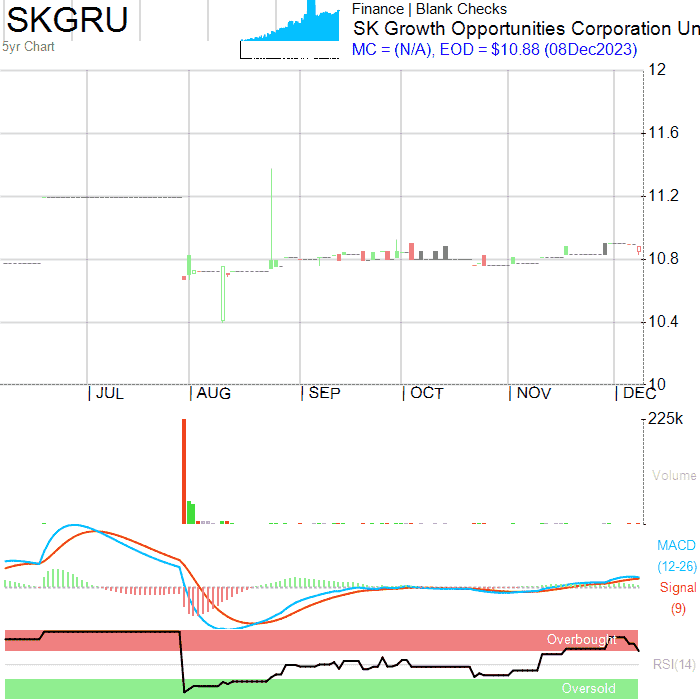 SKGRU
5yr Chart
Finance | Blank Checks
SK Growth Opportunities Corporation Un
MC = (N/A), EOD = $10.88 (08Dec2023)
12
11.6
11.2
10.8
10.4
10
JUL
AUG
SEP
OCT
NOV
DEC
225k
Volume
MACD
(12-26)
Signal
(9)
Overbought
RSI(14)
Oversold